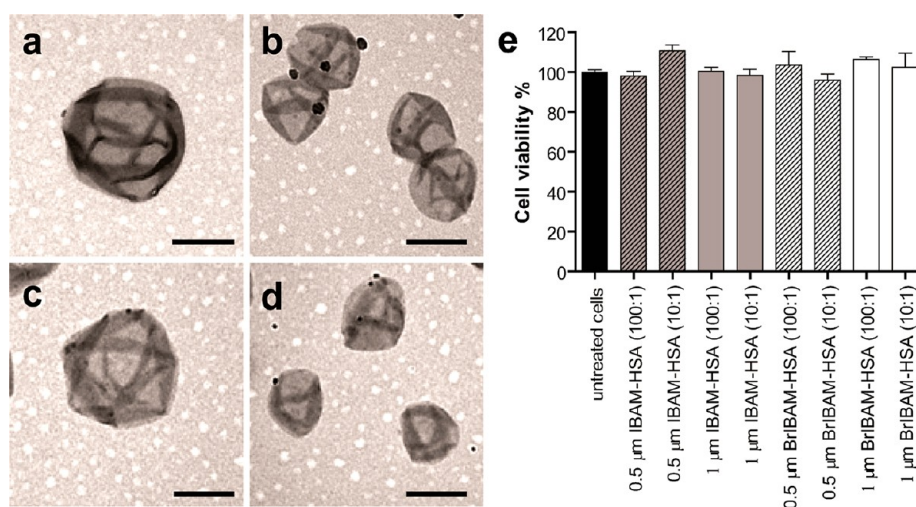 a
b
c
d
e
Cell viability %
120
100
80
60
40
20
0
untreated cells
0.5 μm IBAM-HSA (100:1)
0.5 μm IBAM-HSA (10:1)
1 μm IBAM-HSA (100:1)
1 μm IBAM-HSA (10:1)
0.5 μm BrIBAM-HSA (100:1)
0.5 μm BrIBAM-HSA (10:1)
1 μm BrIBAM-HSA (100:1)
1 μm BrIBAM-HSA (10:1)